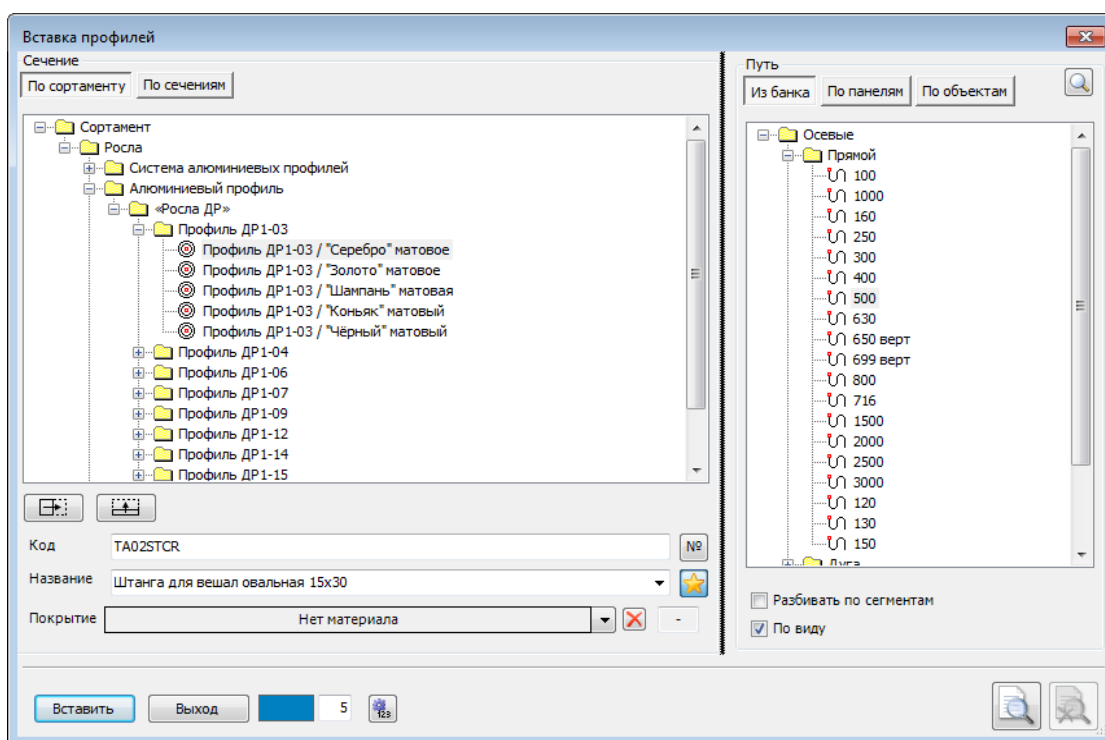 Вставка профилей
Сечение
По сортаменту
По сечениям
Сортамент
Росла
Система алюминиевых профилей
Алюминиевый профиль
«Росла ДР»
Профиль ДР1-03
Профиль ДР1-03 / "Серебро" матовое
Профиль ДР1-03 / "Золото" матовое
Профиль ДР1-03 / "Шампань" матовая
Профиль ДР1-03 / "Коньяк" матовый
Профиль ДР1-03 / "Чёрный" матовый
Профиль ДР1-04
Профиль ДР1-06
Профиль ДР1-07
Профиль ДР1-09
Профиль ДР1-12
Профиль ДР1-14
Профиль ДР1-15
Код
TA02STCR
№
Название
Штанга для вешал овальная 15x30
Покрытие
Нет материала
-
Путь
Из банка
По панелям
По объектам
Осевые
Прямой
100
1000
160
250
300
400
500
630
650 верт
699 верт
800
716
1500
2000
2500
3000
120
130
150
Дуга
Разбивать по сегментам
По виду
Вставить
Выход
5
123